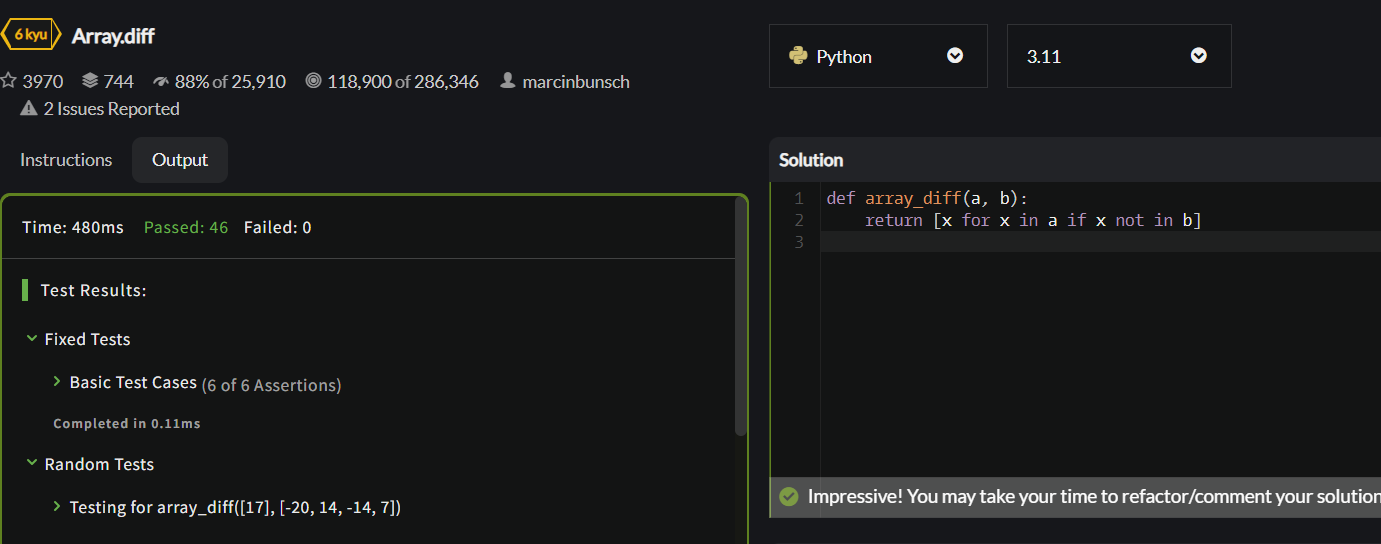 6 kyu Array.diff
3970 744 88% of 25,910 118,900 of 286,346 marcinbunsch
2 Issues Reported
Instructions Output
Time: 480ms Passed: 46 Failed: 0
Test Results:
Fixed Tests
Basic Test Cases (6 of 6 Assertions)
Completed in 0.11ms
Random Tests
Testing for array_diff([17], [-20, 14, -14, 7])
Python 3.11
Solution
1 def array_diff(a, b):
2     return [x for x in a if x not in b]
3
Impressive! You may take your time to refactor/comment your solution